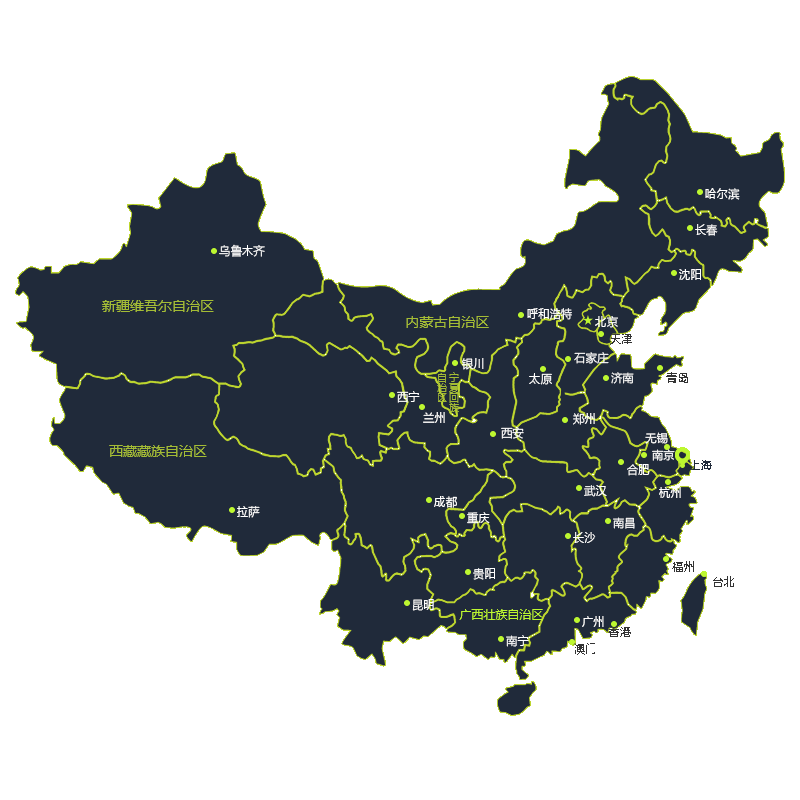 哈尔滨
长春
乌鲁木齐
沈阳
新疆维吾尔自治区
呼和浩特
内蒙古自治区
北京
天津
石家庄
银川
太原
济南
青岛
宁夏回族
自治区
西宁
兰州
郑州
西安
无锡
西藏藏族自治区
南京
上海
合肥
杭州
武汉
成都
拉萨
重庆
南昌
长沙
福州
贵阳
台北
昆明
广西壮族自治区
广州
香港
南宁
澳门